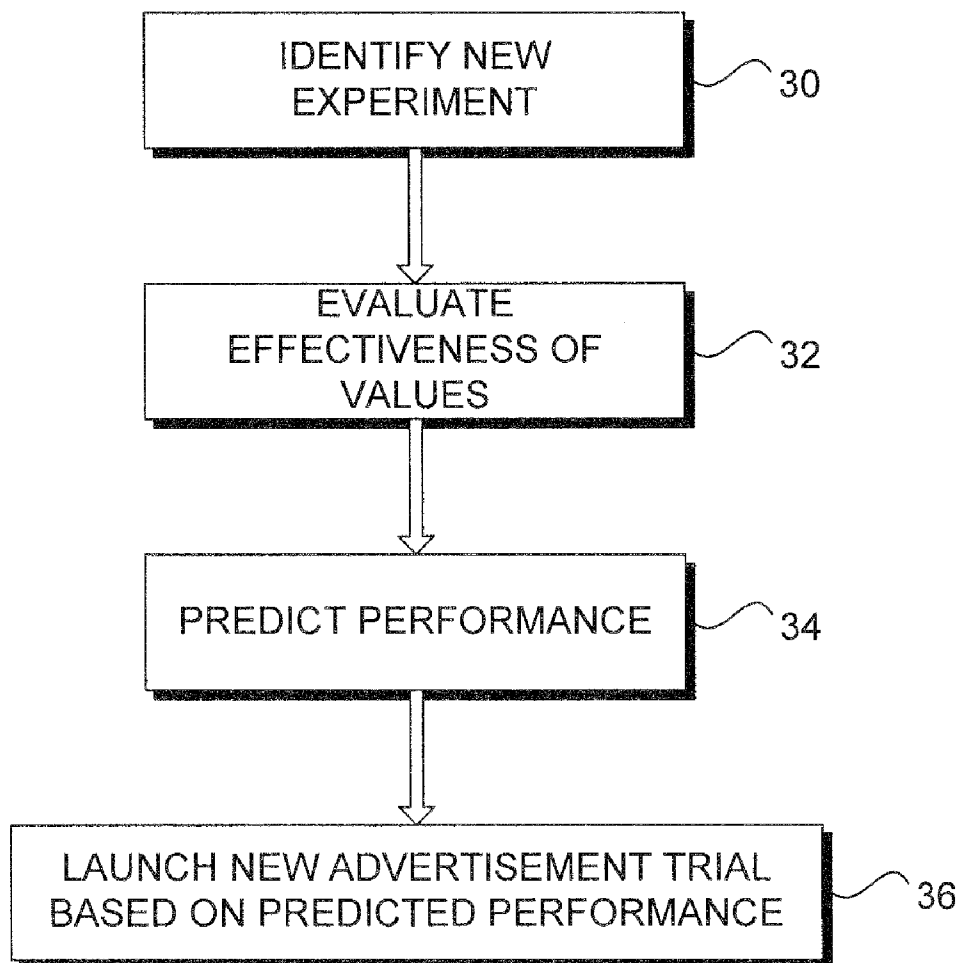 IDENTIFY NEW
EXPERIMENT
30
EVALUATE
EFFECTIVENESS OF
VALUES
32
PREDICT PERFORMANCE
34
LAUNCH NEW ADVERTISEMENT TRIAL
BASED ON PREDICTED PERFORMANCE
36